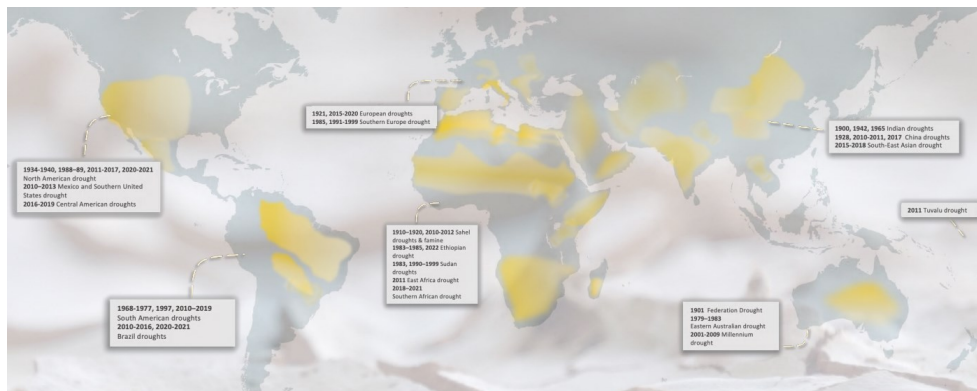 1934-1940, 1988–89, 2011-2017, 2020-2021
North American drought
2010–2013 Mexico and Southern United
States drought
2016-2019 Central American droughts
1968-1977, 1997, 2010–2019
South American droughts
2010-2016, 2020-2021
Brazil droughts
1921, 2015-2020 European droughts
1985, 1991-1999 Southern Europe drought
1910–1920, 2010-2012 Sahel
droughts & famine
1983–1985, 2022 Ethiopian
drought
1983, 1990–1999 Sudan
droughts
2011 East Africa drought
2018–2021
Southern African drought
1900, 1942, 1965 Indian droughts
1928, 2010-2011, 2017 China droughts
2015-2018 South-East Asian drought
2011 Tuvalu drought
1901 Federation Drought
1979–1983
Eastern Australian drought
2001-2009 Millennium
drought